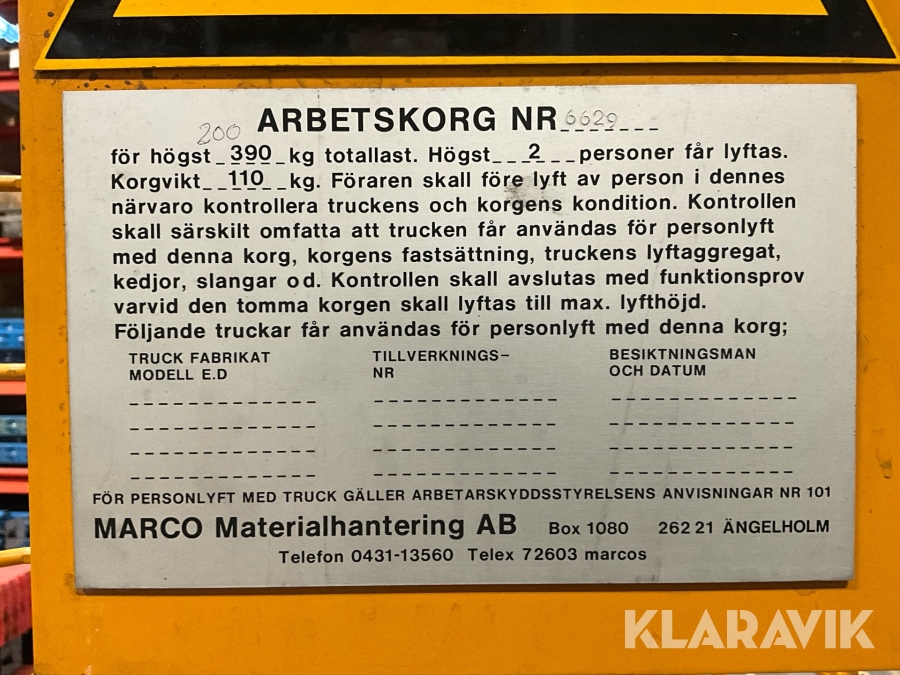 ARBETSKORG NR 6629
200
för högst 390 kg totallast. Högst 2 personer får lyftas.
Korgvikt 110 kg. Föraren skall före lyft av person i dennes
närvaro kontrollera truckens och korgens kondition. Kontrollen
skall särskilt omfatta att trucken får användas för personlyft
med denna korg, korgens fastsättning, truckens lyftaggregat,
kedjor, slangar od. Kontrollen skall avslutas med funktionsprov
varvid den tomma korgen skall lyftas till max. lyfthöjd.
Följande truckar får användas för personlyft med denna korg;
TRUCK FABRIKAT TILLVERKNINGS- BESIKTNINGSMAN
MODELL E.D NR OCH DATUM
FÖR PERSONLYFT MED TRUCK GÄLLER ARBETARSKYDDSSTYRELSENS ANVISNINGAR NR 101
MARCO Materialhantering AB Box 1080 262 21 ÄNGELHOLM
Telefon 0431-13560 Telex 72603 marcos
KLARAVIK